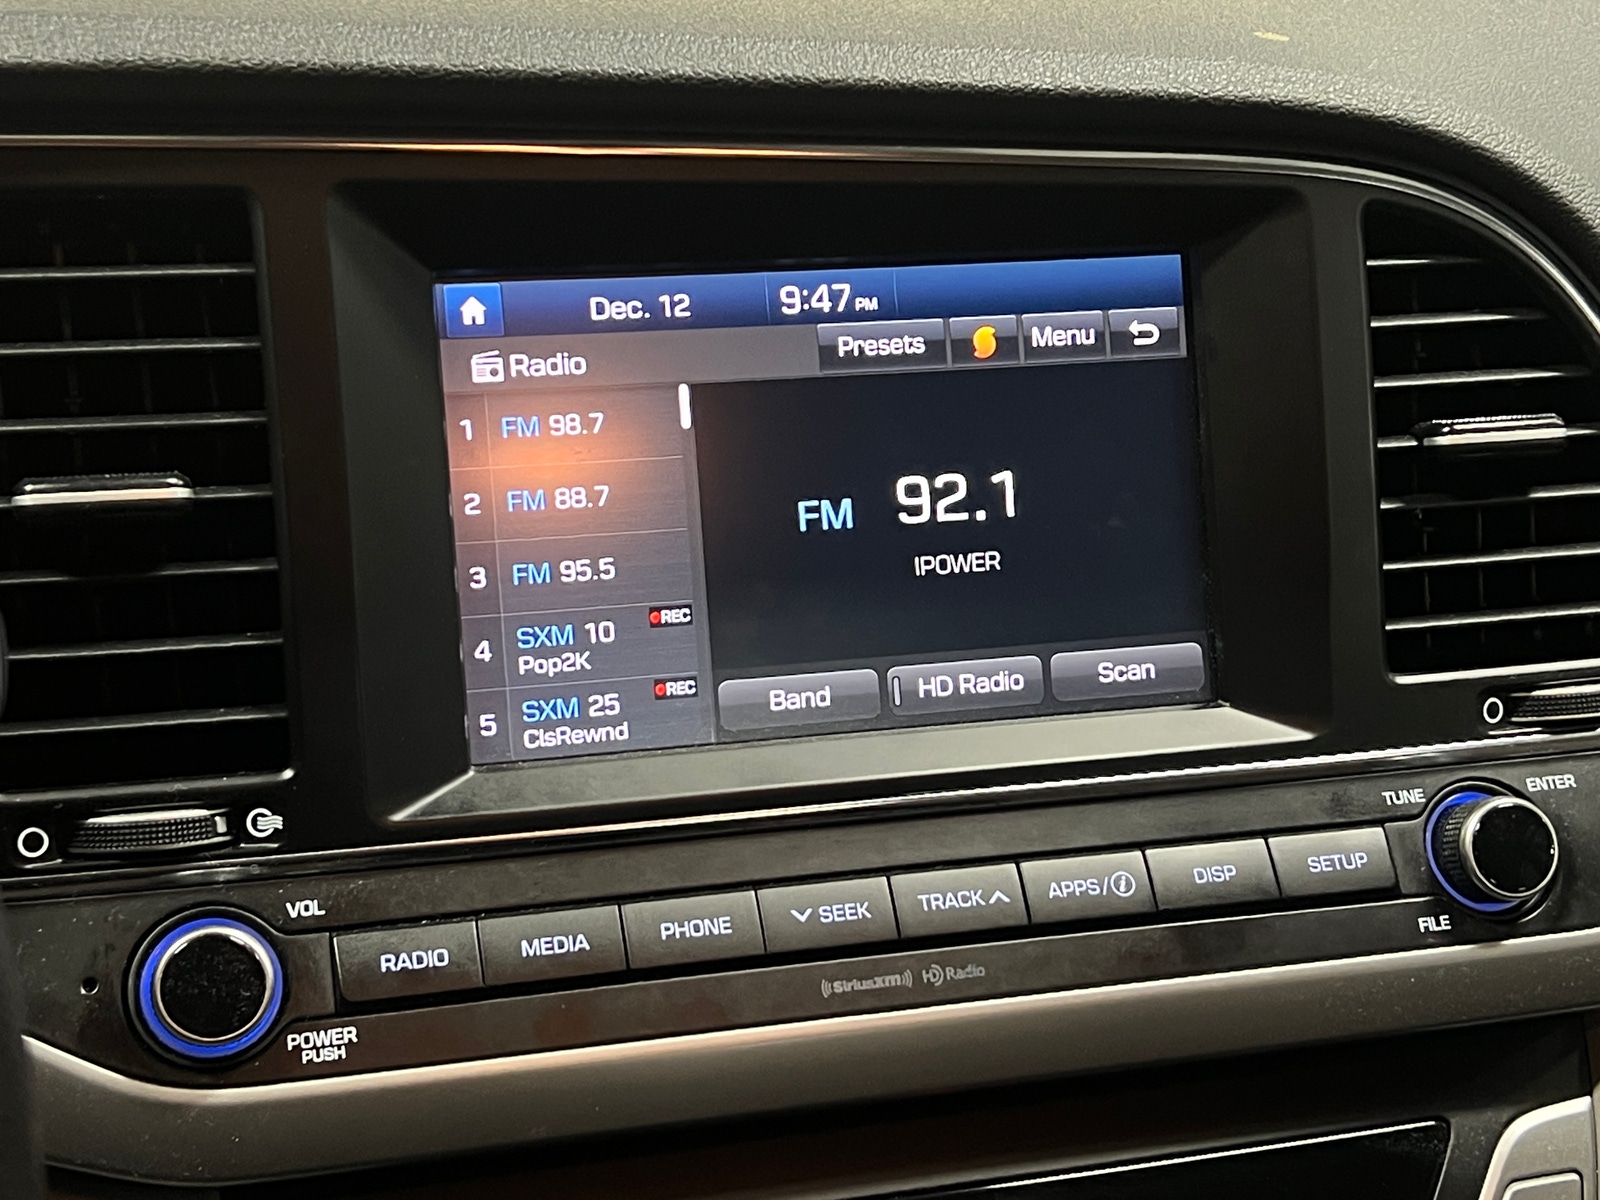 Dec. 12 9:47 PM
Radio Presets Menu
1 FM 98.7
2 FM 88.7
3 FM 95.5
4 SXM 10 REC
Pop2K
5 SXM 25 REC
ClsRewnd
FM 92.1
IPOWER
Band HD Radio Scan
VOL
POWER
PUSH
RADIO MEDIA PHONE SEEK TRACK APPS/i DISP SETUP
TUNE ENTER
FILE
SiriusXM HD Radio